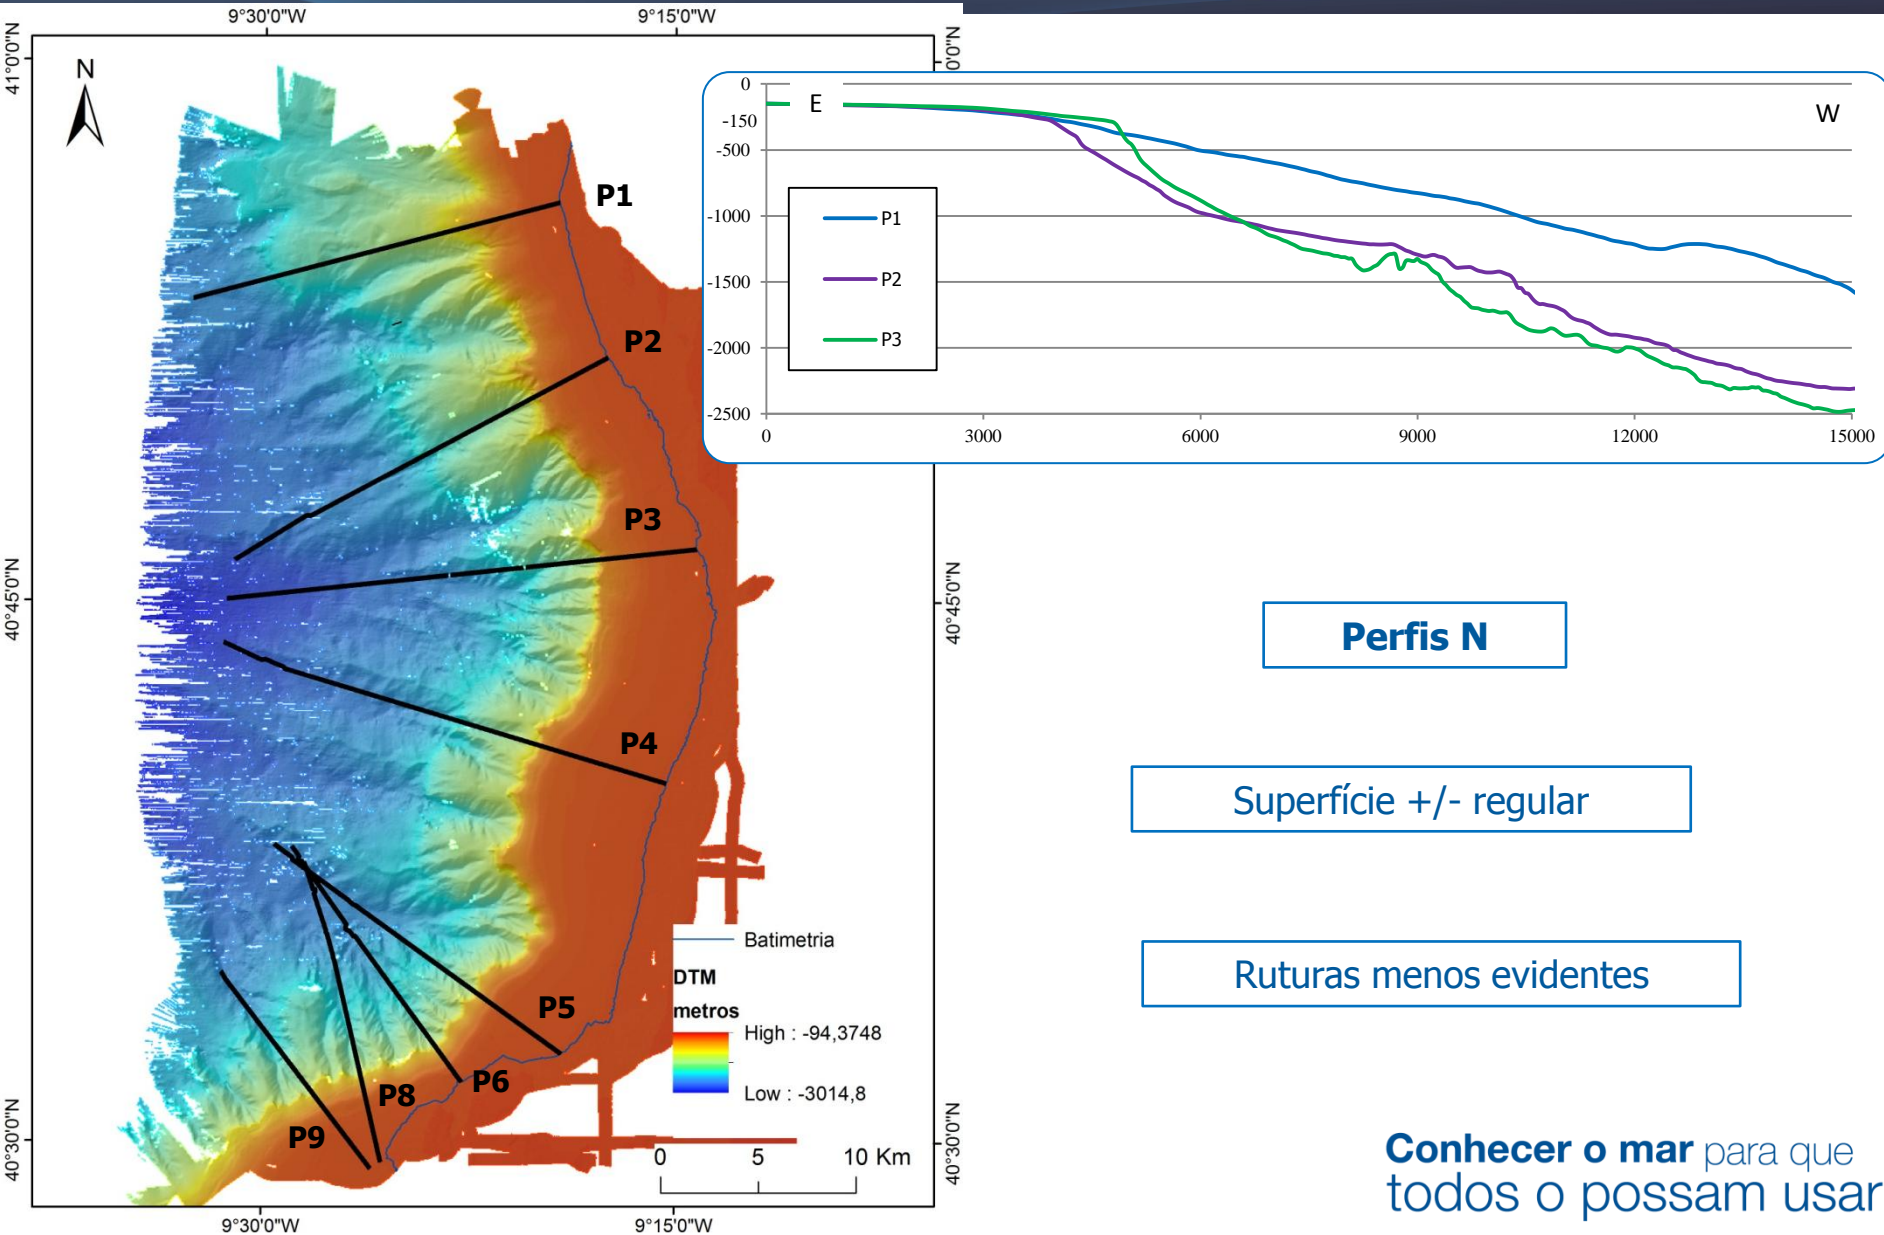 9°30'0"W
9°15'0"W
41°0'0"N
0'0"N
N
P1
P2
P3
P4
P5
P6
P8
P9
40°45'0"N
40°45'0"N
40°30'0"N
40°30'0"N
Batimetria
DTM
metros
High : -94,3748
Low : -3014,8
0 5 10 Km
9°30'0"W
9°15'0"W
E
W
0
-150
-500
-1000
-1500
-2000
-2500
0 3000 6000 9000 12000 15000
P1
P2
P3
Perfis N
Superfície +/- regular
Ruturas menos evidentes
Conhecer o mar para que
todos o possam usar